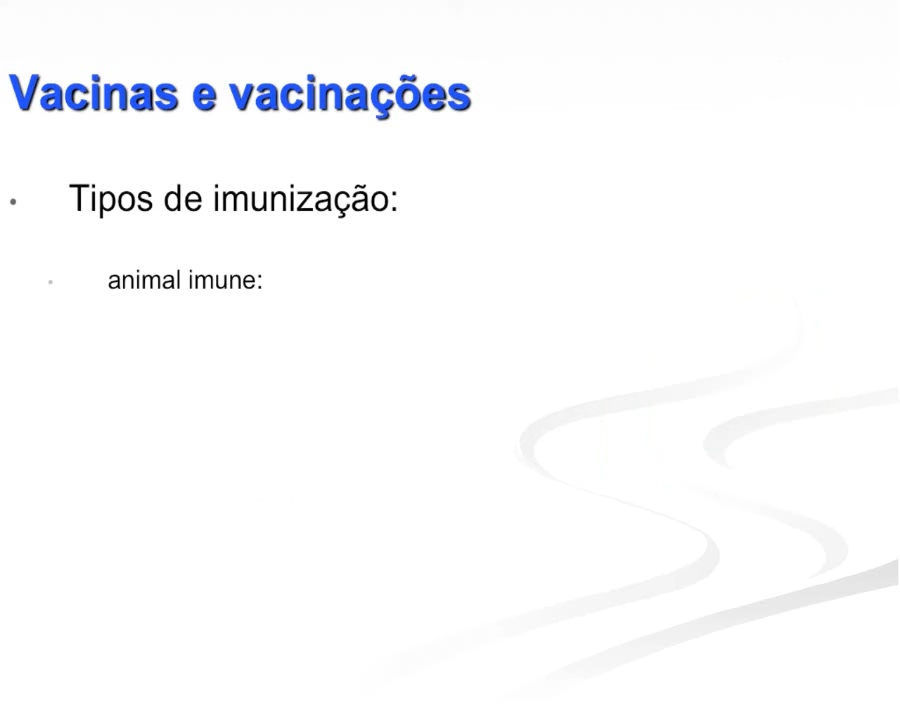 Vacinas e vacinações
• Tipos de imunização:
• animal imune: